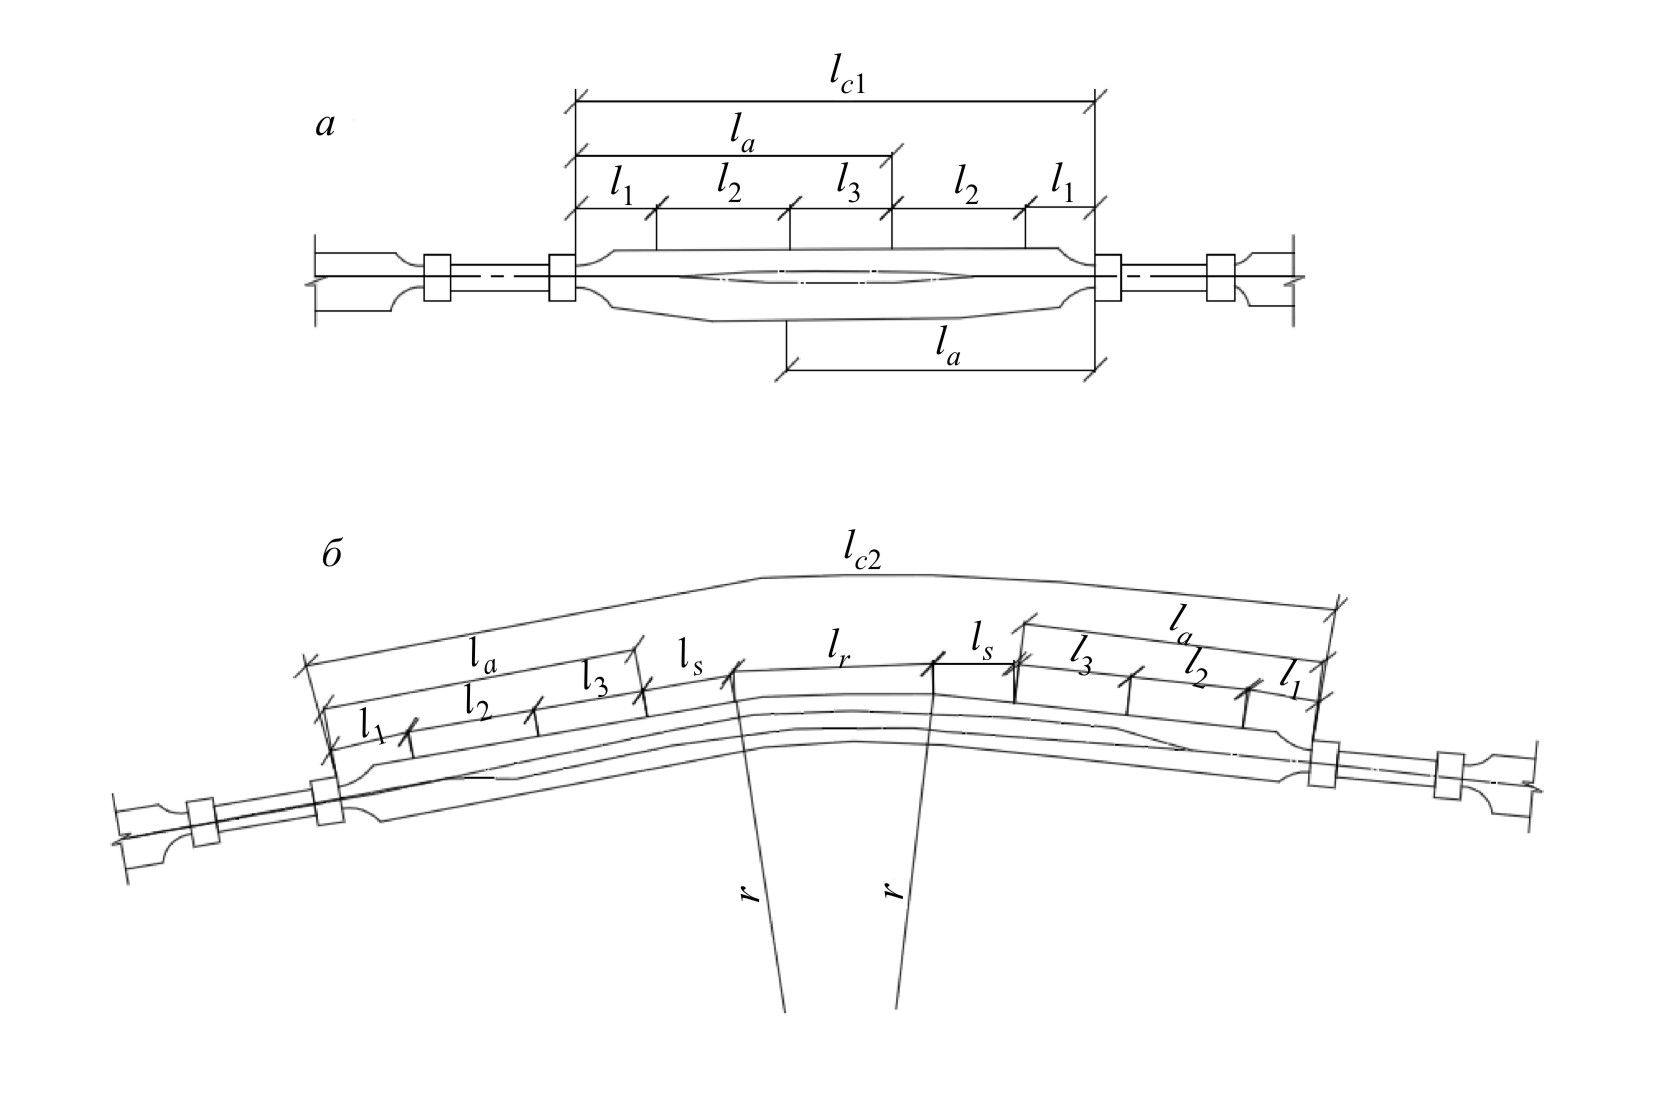 l_c1
а
l_a
l_1 l_2 l_3 l_2 l_1
l_a
l_c2
б
l_a l_s l_r l_s l_a
l_1 l_2 l_3 l_3 l_2 l_1
r r